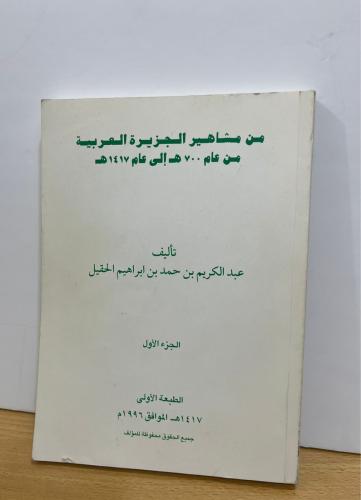 من مشاهير الجزيرة العربية
من عام ٧٠٠ هـ إلى عام ١٤١٧ هـ
تأليف
عبد الكريم بن حمد بن ابراهيم الحقيل
الجزء الأول
الطبعة الأولى
١٤١٧هـ الموافق ١٩٩٦م
جميع الحقوق محفوظة للمؤلف